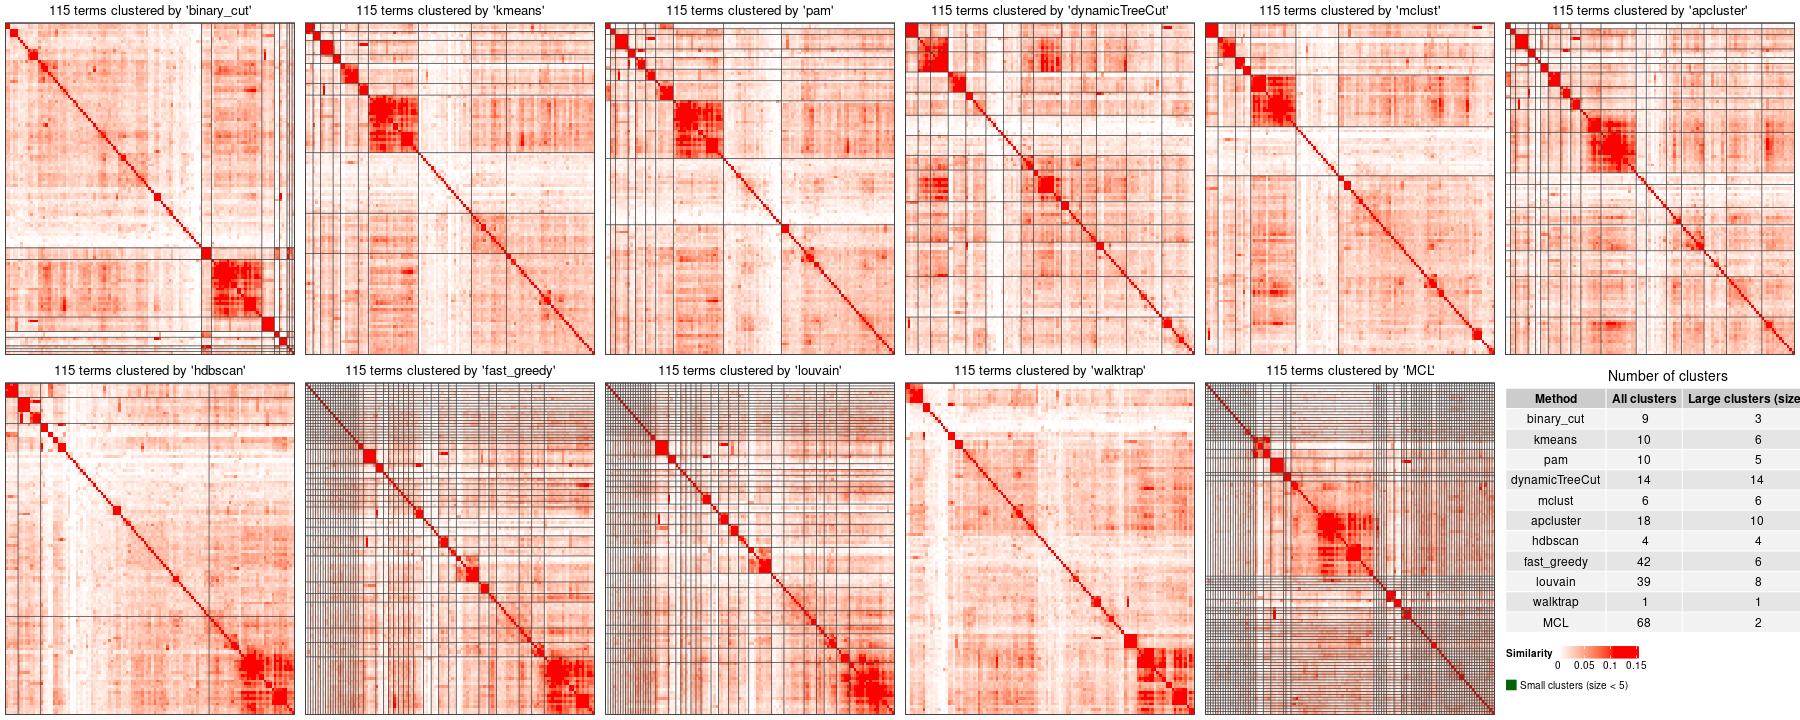 115 terms clustered by 'binary_cut'
115 terms clustered by 'kmeans'
115 terms clustered by 'pam'
115 terms clustered by 'dynamicTreeCut'
115 terms clustered by 'mclust'
115 terms clustered by 'apcluster'
115 terms clustered by 'hdbscan'
115 terms clustered by 'fast_greedy'
115 terms clustered by 'louvain'
115 terms clustered by 'walktrap'
115 terms clustered by 'MCL'
Number of clusters
Method All clusters Large clusters (size
binary_cut 9 3
kmeans 10 6
pam 10 5
dynamicTreeCut 14 14
mclust 6 6
apcluster 18 10
hdbscan 4 4
fast_greedy 42 6
louvain 39 8
walktrap 1 1
MCL 68 2
Similarity
0 0.05 0.1 0.15
Small clusters (size < 5)